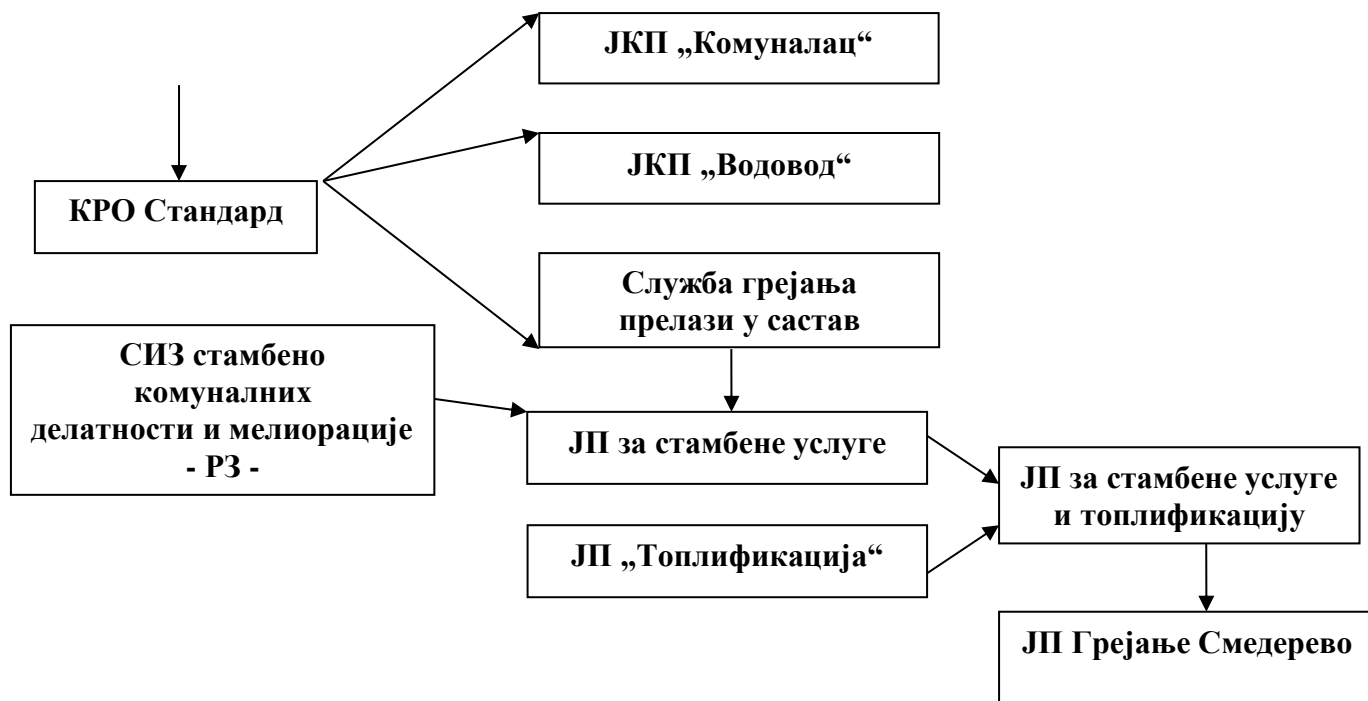 ЈКП „Комуналац“
ЈКП „Водовод“
КРО Стандард
Служба грејања
прелази у састав
СИЗ стамбено
комуналних
делатности и мелиорације
- РЗ -
ЈП за стамбене услуге
ЈП за стамбене услуге
и топлификацију
ЈП „Топлификација“
ЈП Грејање Смедерево